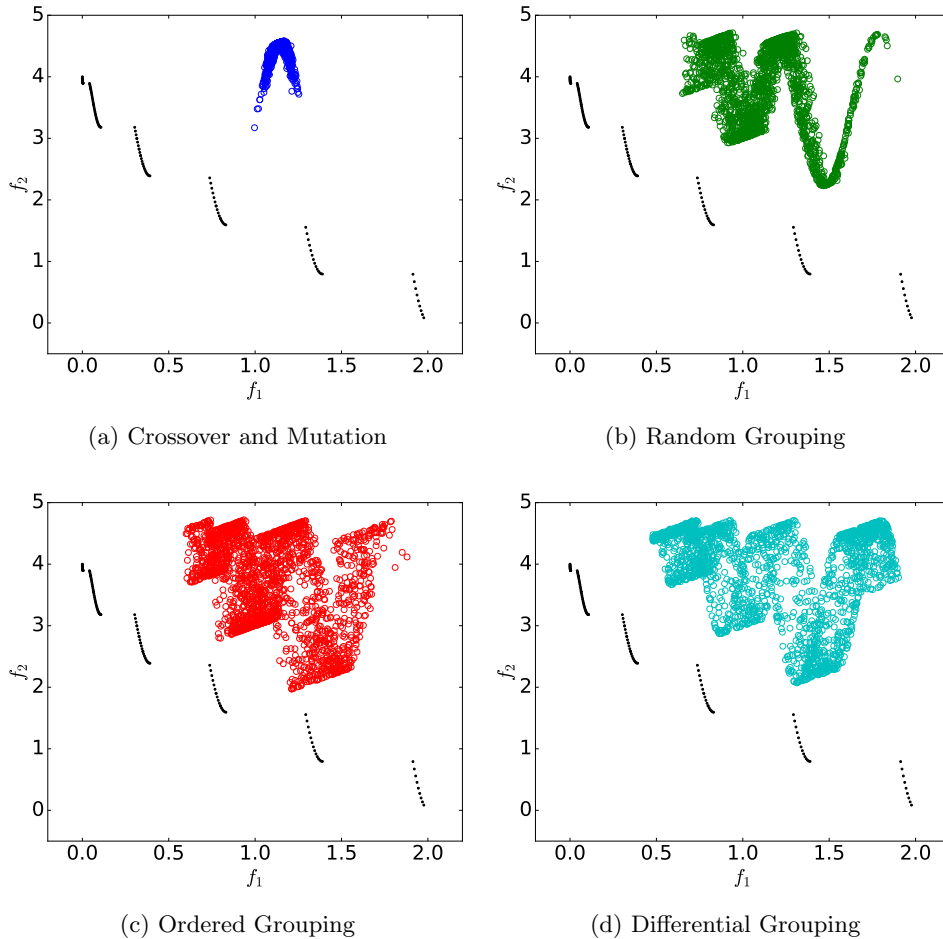 5
4
3
2
1
0
f₂
0.0 0.5 1.0 1.5 2.0
f₁
(a) Crossover and Mutation
5
4
3
2
1
0
f₂
0.0 0.5 1.0 1.5 2.0
f₁
(b) Random Grouping
5
4
3
2
1
0
f₂
0.0 0.5 1.0 1.5 2.0
f₁
(c) Ordered Grouping
5
4
3
2
1
0
f₂
0.0 0.5 1.0 1.5 2.0
f₁
(d) Differential Grouping